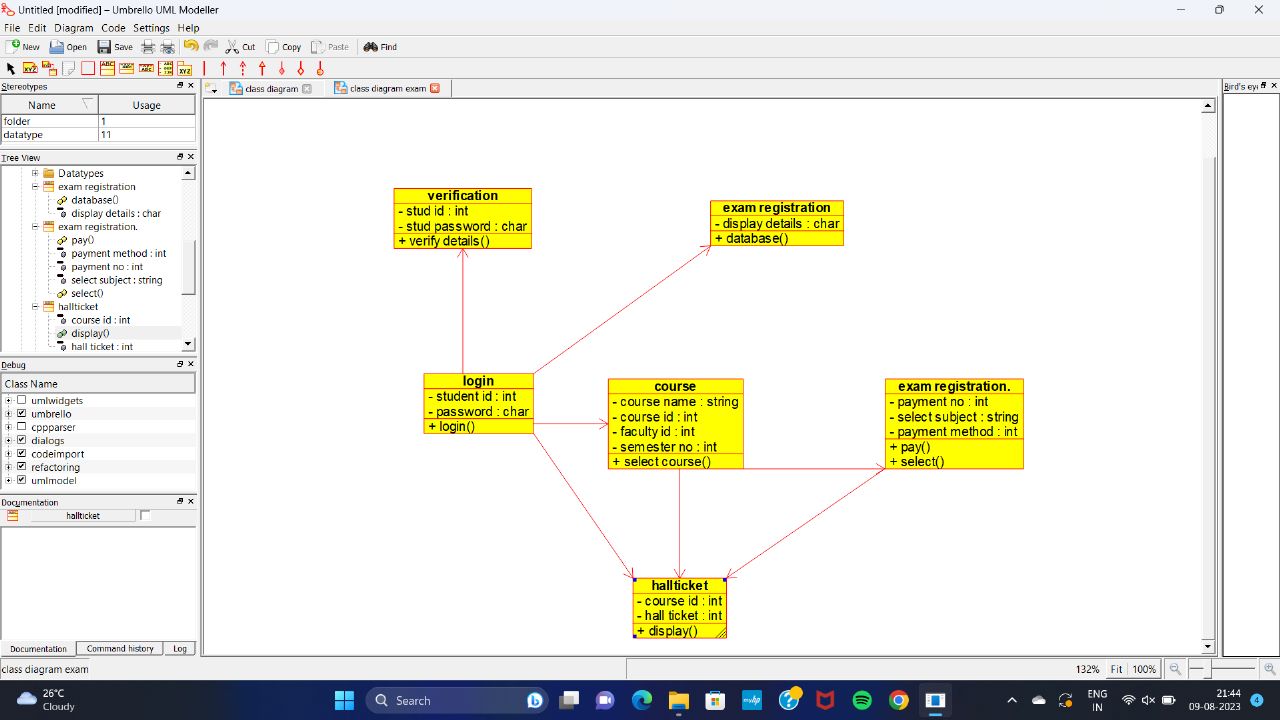 Untitled [modified] – Umbrello UML Modeller
File Edit Diagram Code Settings Help
New Open Save Cut Copy Paste Find
Stereotypes
class diagram class diagram exam
Bird's ey
Name Usage
folder 1
datatype 11
Tree View
Datatypes
exam registration
database()
display details : char
exam registration.
pay()
payment method : int
payment no : int
select subject : string
select()
hallticket
course id : int
display()
hall ticket : int
Debug
Class Name
umlwidgets
umbrello
cppparser
dialogs
codeimport
refactoring
umlmodel
Documentation
hallticket
Documentation Command history Log
verification
- stud id : int
- stud password : char
+ verify details()
exam registration
- display details : char
+ database()
login
- student id : int
- password : char
+ login()
course
- course name : string
- course id : int
- faculty id : int
- semester no : int
+ select course()
exam registration.
- payment no : int
- select subject : string
- payment method : int
+ pay()
+ select()
hallticket
- course id : int
- hall ticket : int
+ display()
class diagram exam
132% Fit 100%
26°C
Cloudy
Search
ENG
IN
21:44
09-08-2023
4